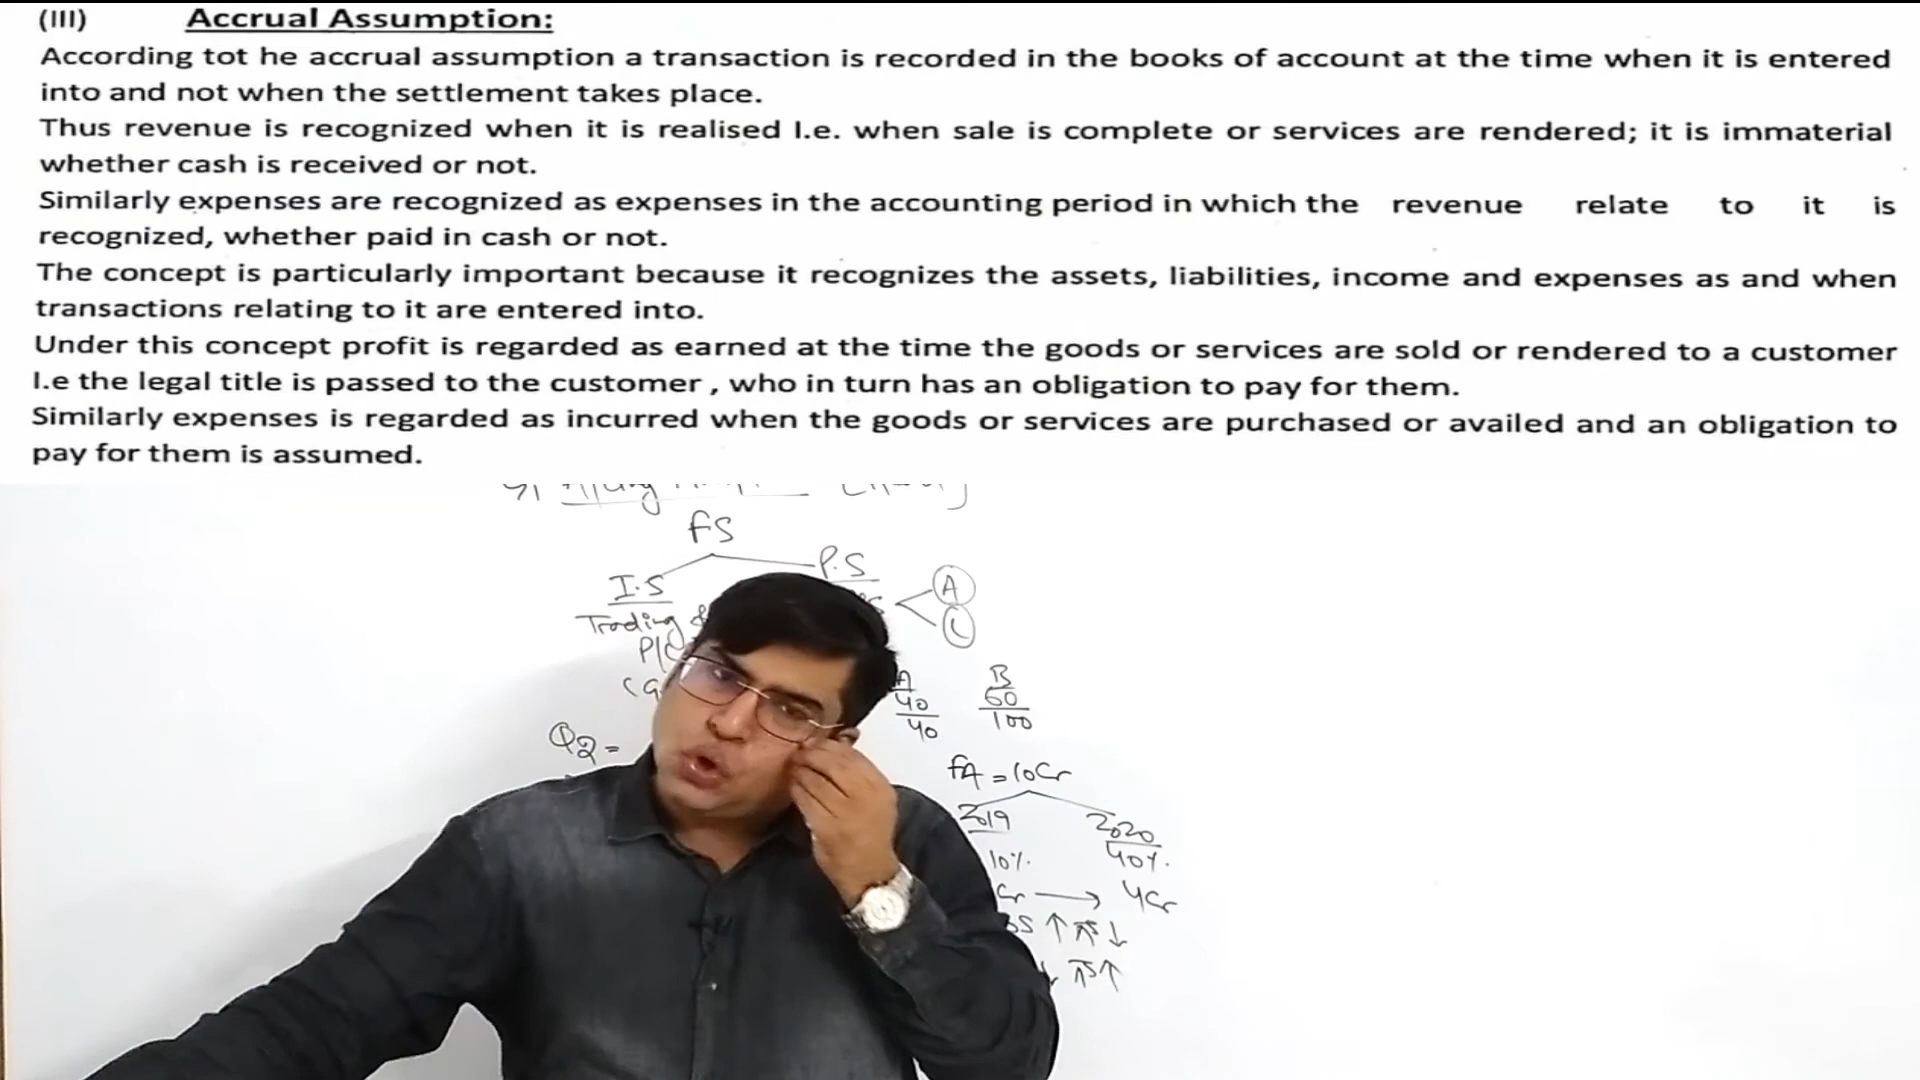 (III) Accrual Assumption:
According tot he accrual assumption a transaction is recorded in the books of account at the time when it is entered
into and not when the settlement takes place.
Thus revenue is recognized when it is realised I.e. when sale is complete or services are rendered; it is immaterial
whether cash is received or not.
Similarly expenses are recognized as expenses in the accounting period in which the revenue relate to it is
recognized, whether paid in cash or not.
The concept is particularly important because it recognizes the assets, liabilities, income and expenses as and when
transactions relating to it are entered into.
Under this concept profit is regarded as earned at the time the goods or services are sold or rendered to a customer
I.e the legal title is passed to the customer , who in turn has an obligation to pay for them.
Similarly expenses is regarded as incurred when the goods or services are purchased or availed and an obligation to
pay for them is assumed.
FS
I.S P.S
Trading & A
L
A B
40 60
40 100
Q2 =
FA = 10Cr
2019 2020
10%. 40%.
Cr → 4Cr
↑ ↓
↑